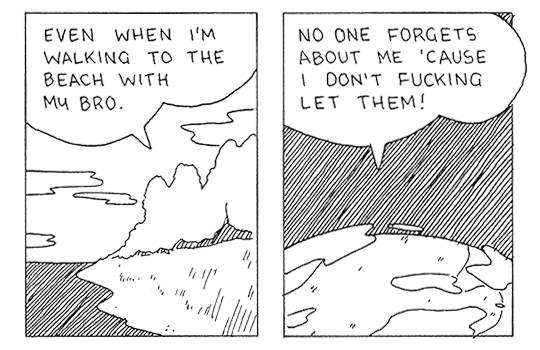 EVEN WHEN I'M
WALKING TO THE
BEACH WITH
MY BRO.
NO ONE FORGETS
ABOUT ME 'CAUSE
I DON'T FUCKING
LET THEM!